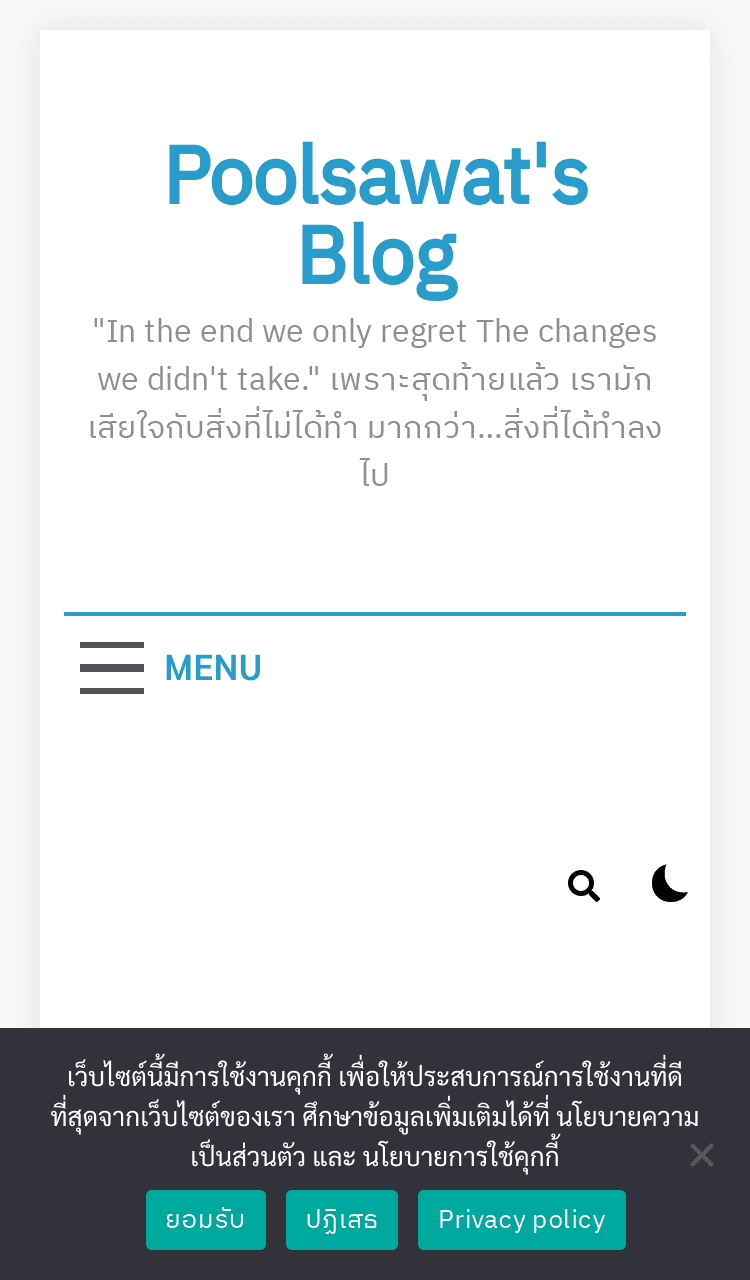 Poolsawat's
Blog
"In the end we only regret The changes
we didn't take." เพราะสุดท้ายแล้ว เรามัก
เสียใจกับสิ่งที่ไม่ได้ทำ มากกว่า...สิ่งที่ได้ทำลง
ไป
MENU
เว็บไซต์นี้มีการใช้งานคุกกี้ เพื่อให้ประสบการณ์การใช้งานที่ดี
ที่สุดจากเว็บไซต์ของเรา ศึกษาข้อมูลเพิ่มเติมได้ที่ นโยบายความ
เป็นส่วนตัว และ นโยบายการใช้คุกกี้
ยอมรับ ปฏิเสธ Privacy policy